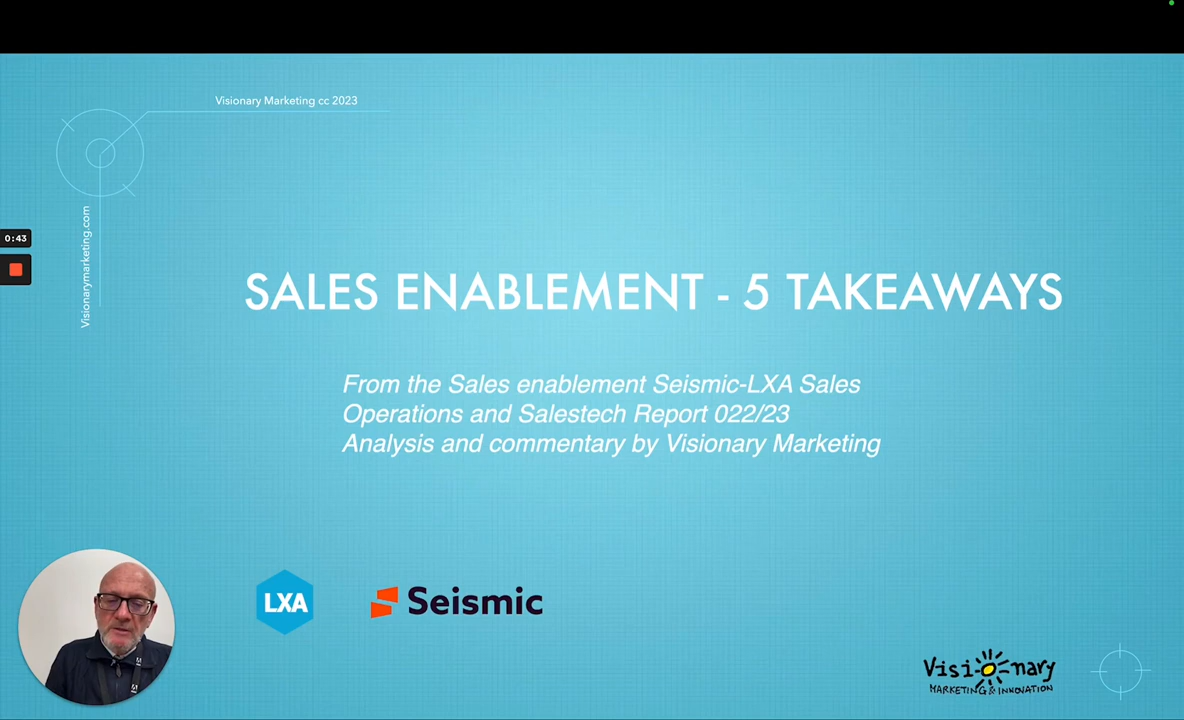 Visionary Marketing cc 2023
Visionarymarketing.com
0:43
SALES ENABLEMENT - 5 TAKEAWAYS
From the Sales enablement Seismic-LXA Sales
Operations and Salestech Report 022/23
Analysis and commentary by Visionary Marketing
LXA
Seismic
Visionary
MARKETING & INNOVATION